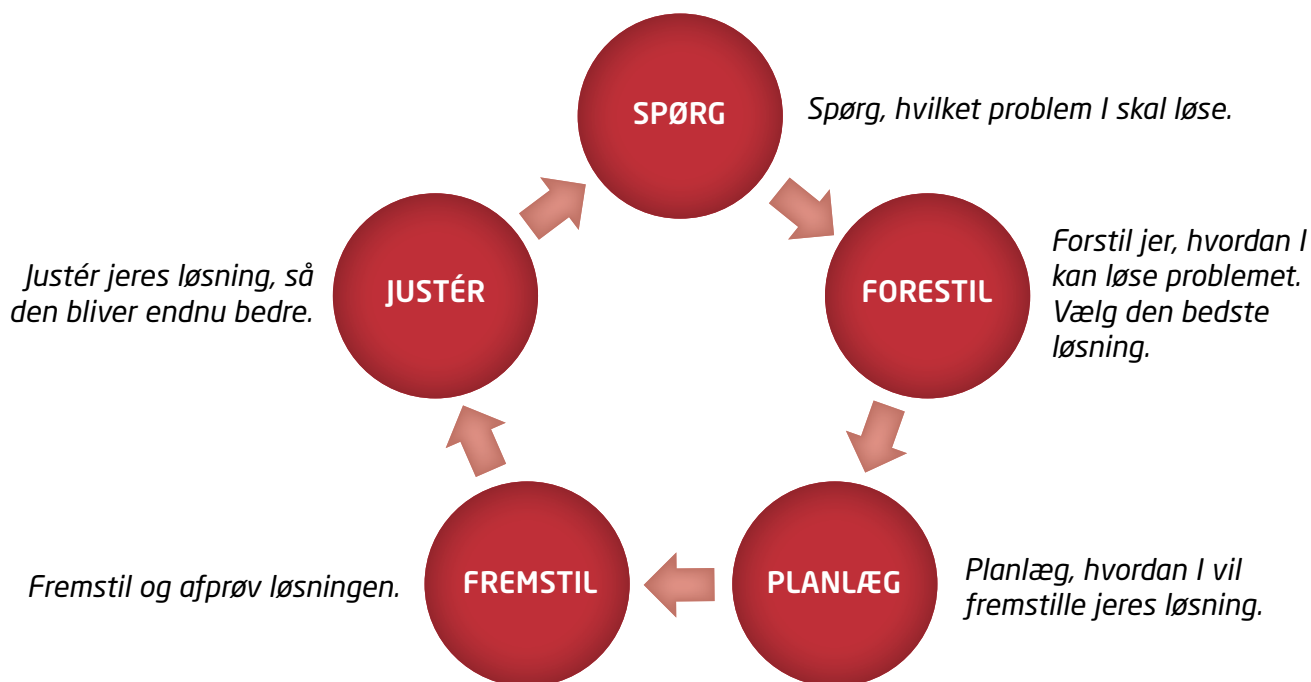 SPØRG
Spørg, hvilket problem I skal løse.
FORESTIL
Forstil jer, hvordan I
kan løse problemet.
Vælg den bedste
løsning.
PLANLÆG
Planlæg, hvordan I vil
fremstille jeres løsning.
FREMSTIL
Fremstil og afprøv løsningen.
JUSTÉR
Justér jeres løsning, så
den bliver endnu bedre.